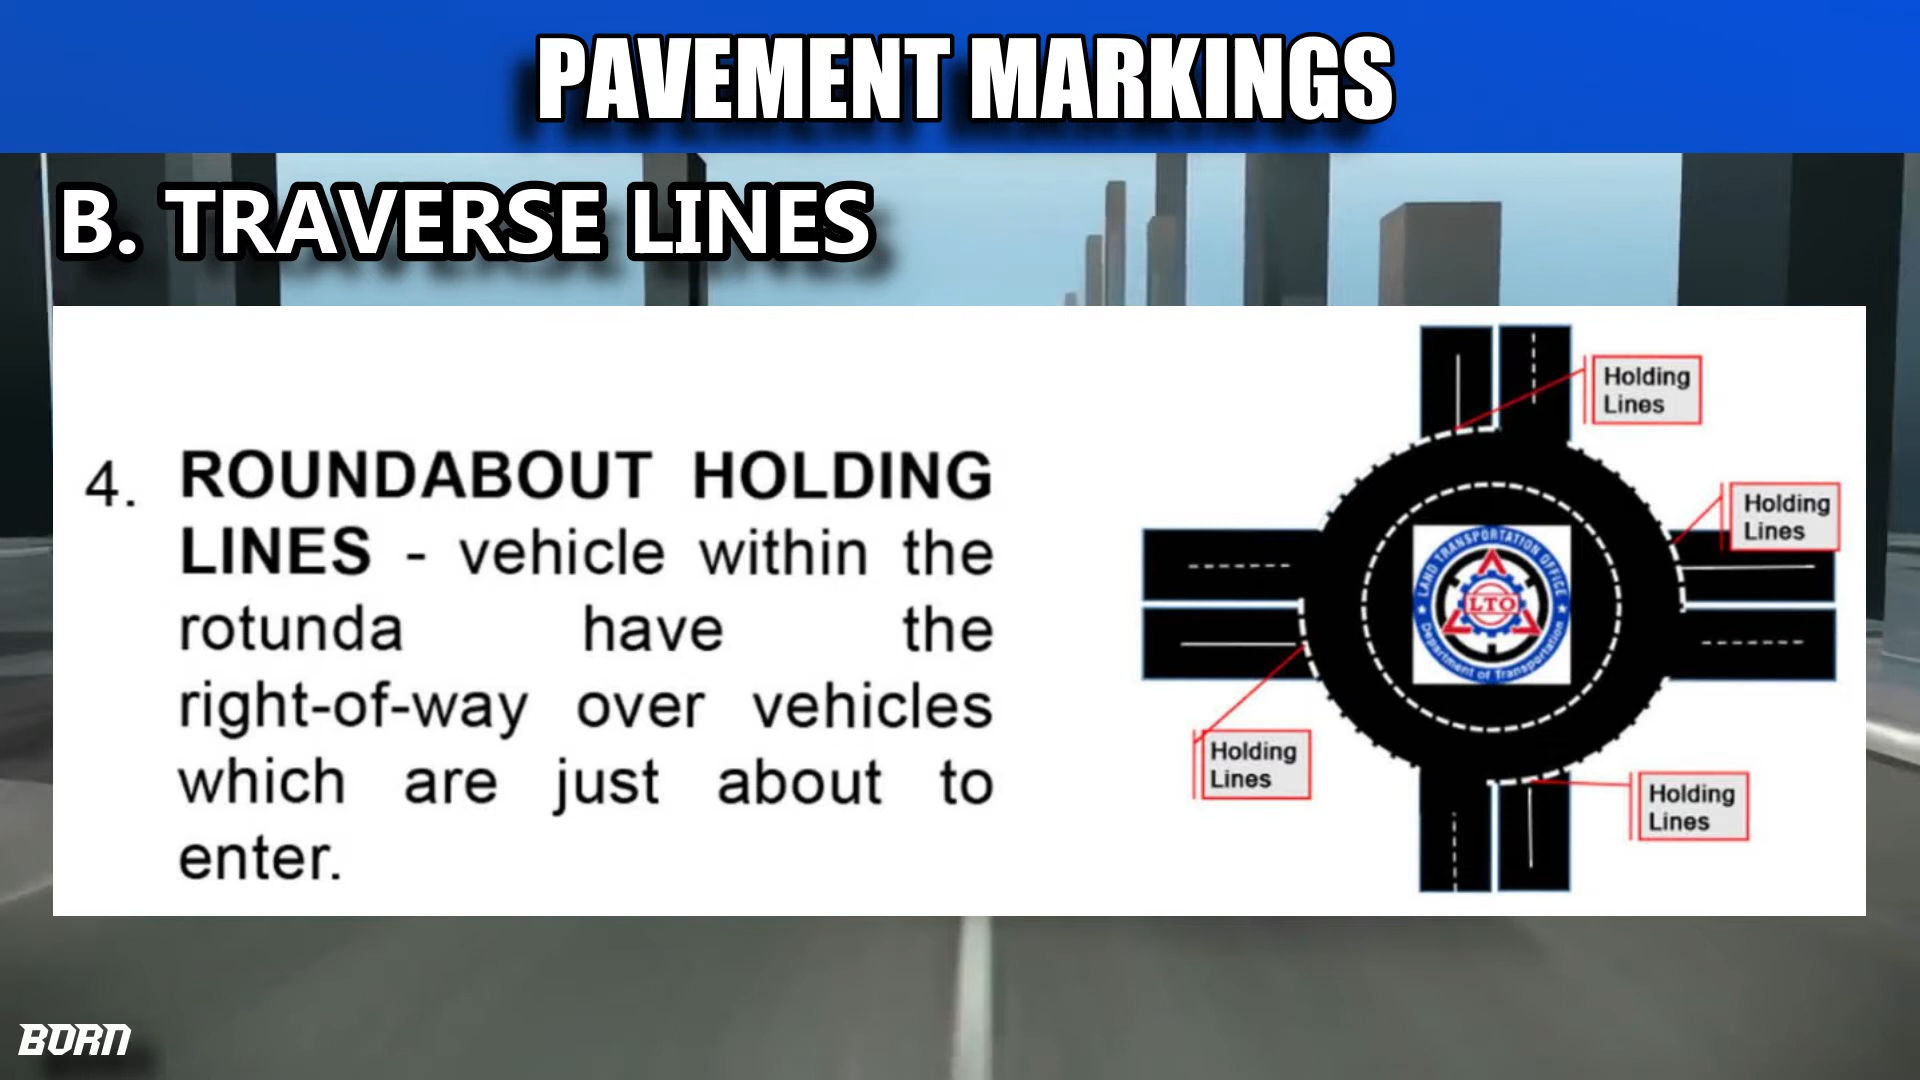 PAVEMENT MARKINGS
B. TRAVERSE LINES
4. ROUNDABOUT HOLDING
LINES - vehicle within the
rotunda have the
right-of-way over vehicles
which are just about to
enter.
Holding
Lines
Holding
Lines
LAND TRANSPORTATION OFFICE
LTO
Department of Transportation
Holding
Lines
Holding
Lines
BORN